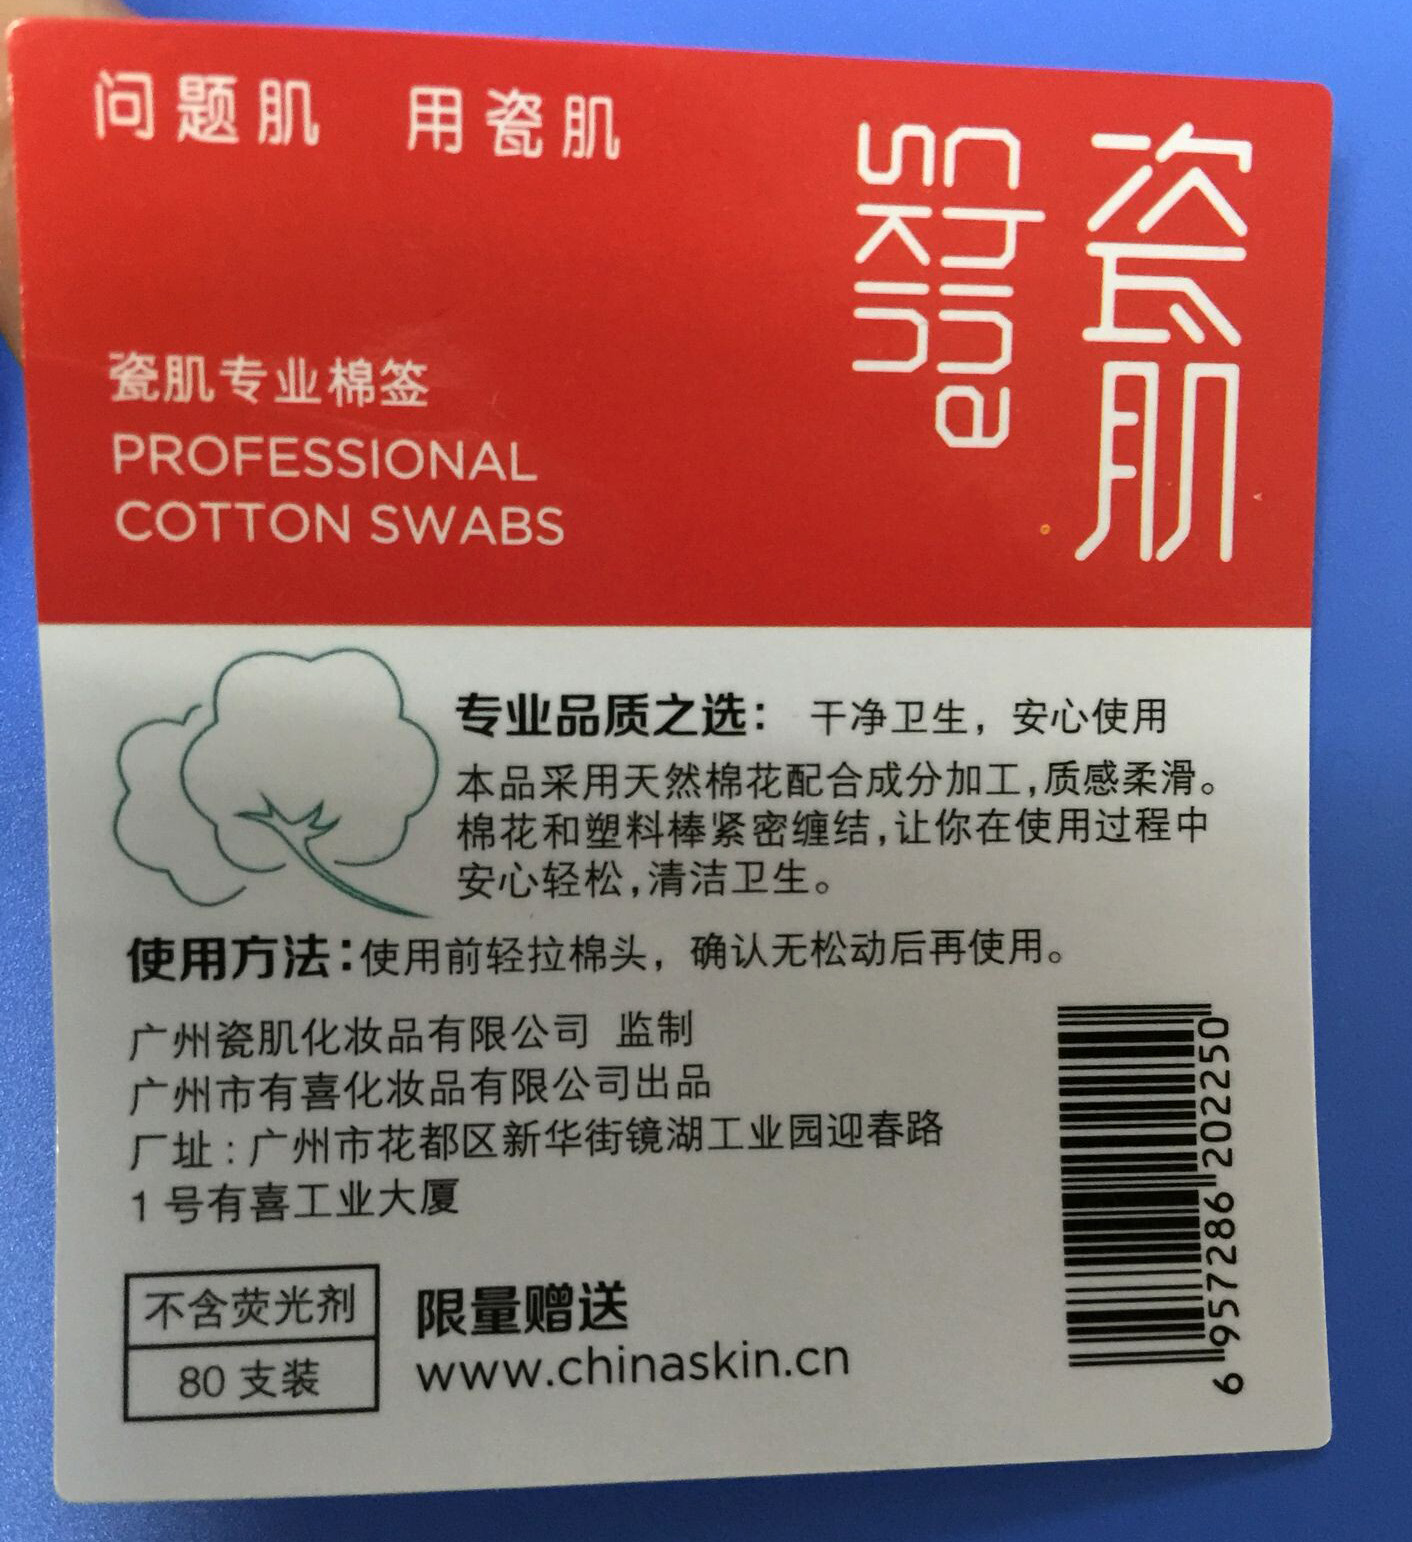 问题肌 用瓷肌
瓷肌
China
Skin
瓷肌专业棉签
PROFESSIONAL
COTTON SWABS
专业品质之选： 干净卫生，安心使用
本品采用天然棉花配合成分加工,质感柔滑。
棉花和塑料棒紧密缠结,让你在使用过程中
安心轻松,清洁卫生。
使用方法：使用前轻拉棉头，确认无松动后再使用。
广州瓷肌化妆品有限公司 监制
广州市有喜化妆品有限公司出品
厂址：广州市花都区新华街镜湖工业园迎春路
1号有喜工业大厦
不含荧光剂
80支装
限量赠送
www.chinaskin.cn
6 957286 202250